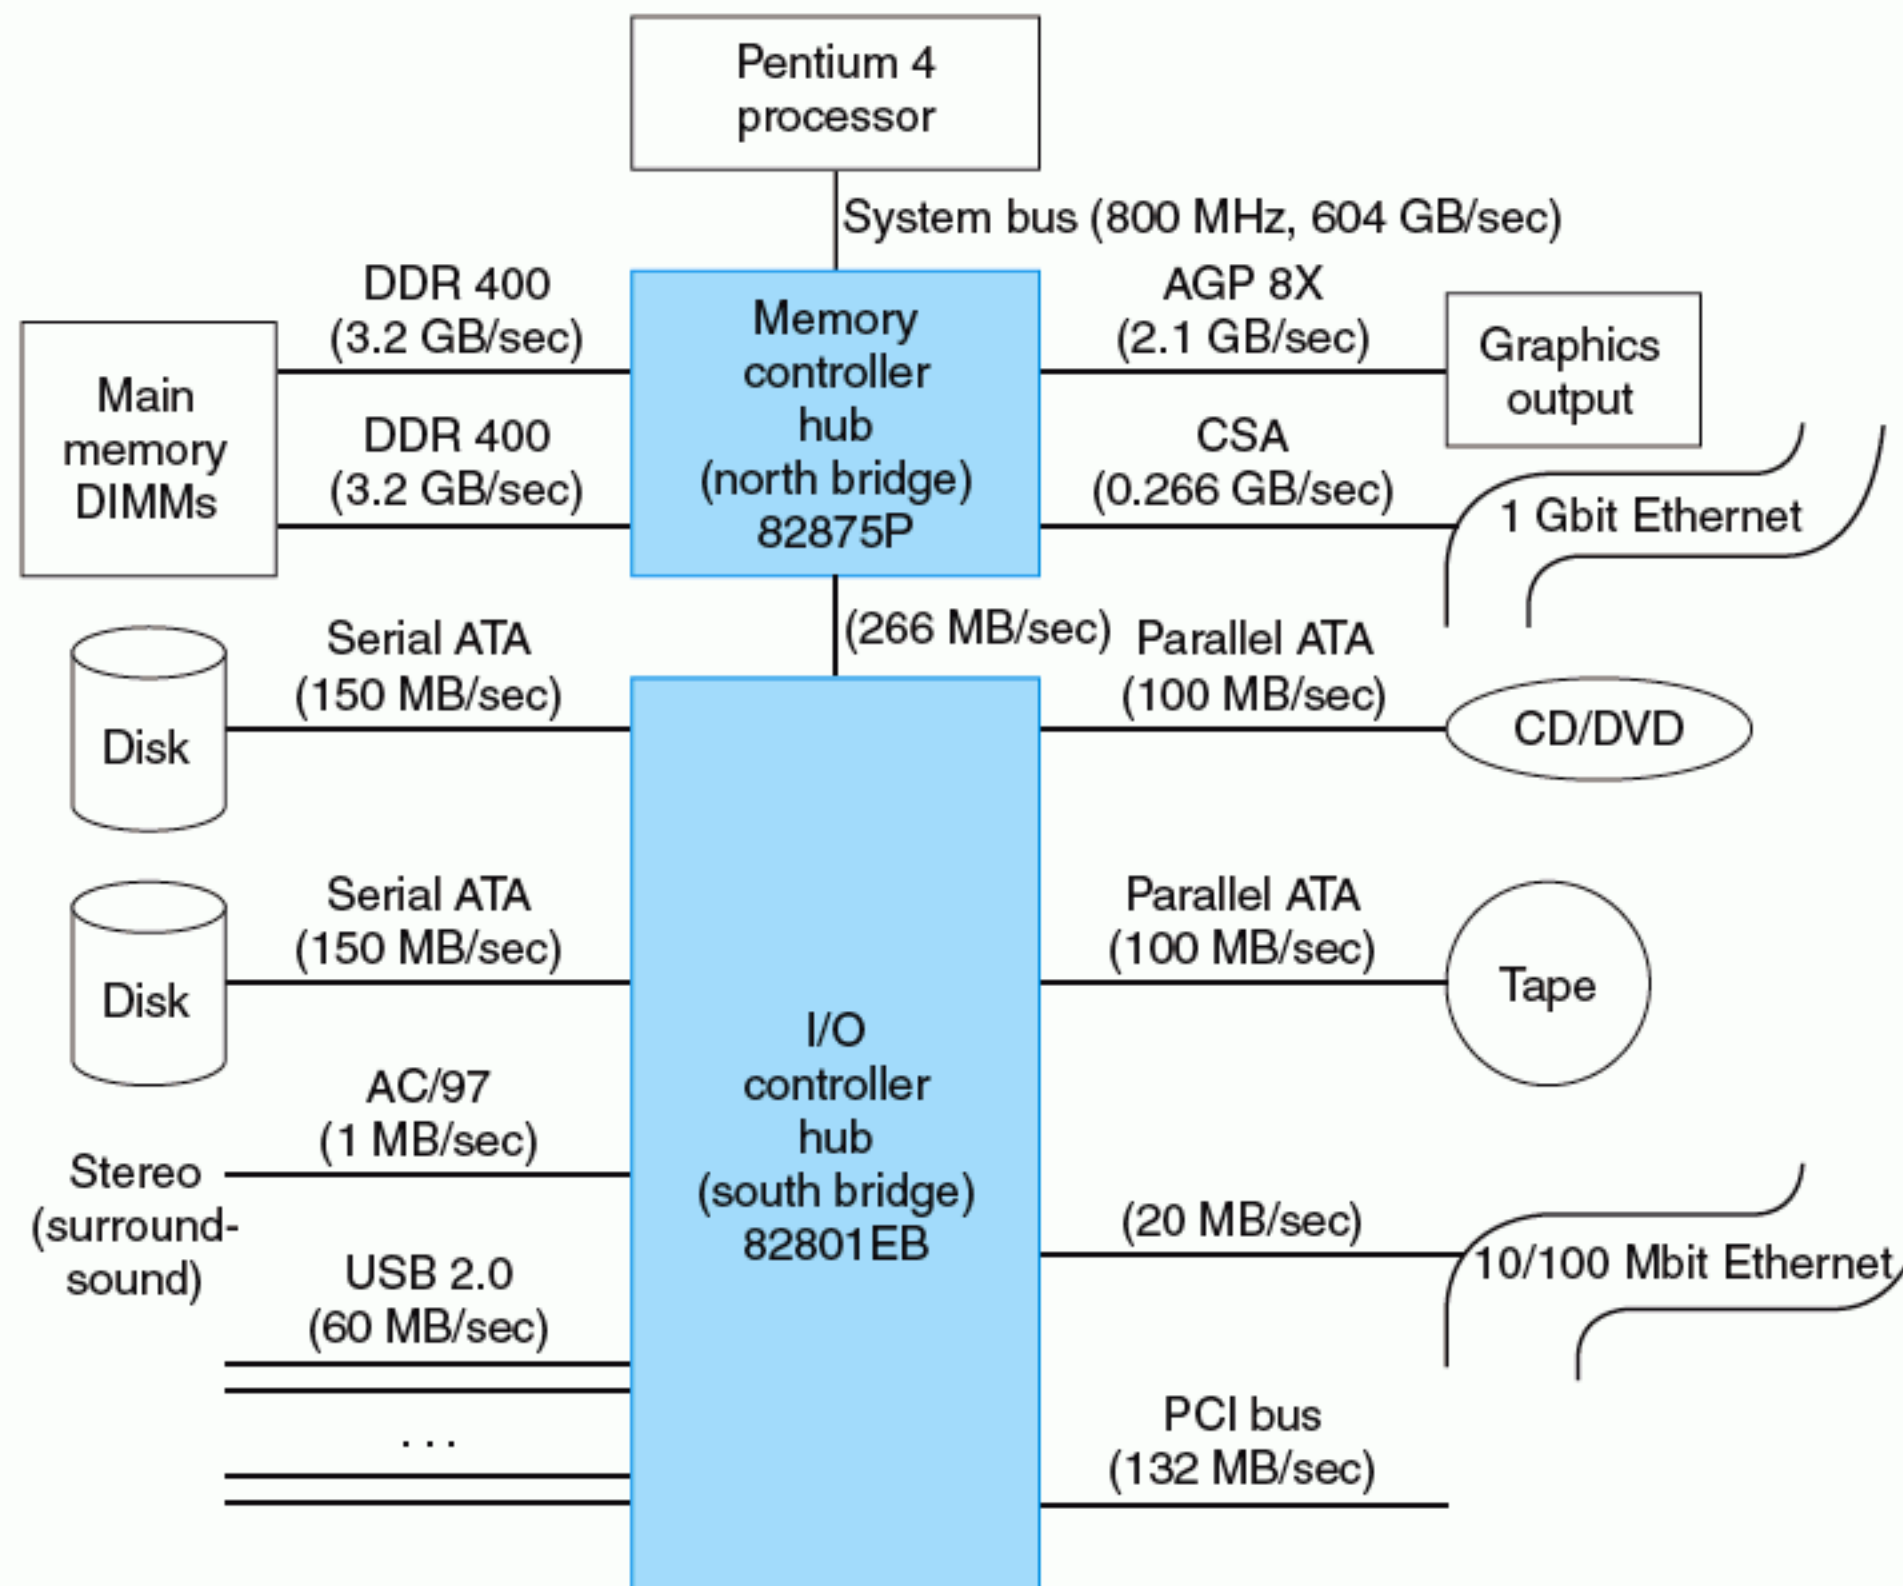 Pentium 4
processor
System bus (800 MHz, 604 GB/sec)
DDR 400
(3.2 GB/sec)
Memory
controller
hub
(north bridge)
82875P
AGP 8X
(2.1 GB/sec)
Graphics
output
Main
memory
DIMMs
DDR 400
(3.2 GB/sec)
CSA
(0.266 GB/sec)
1 Gbit Ethernet
(266 MB/sec)
Serial ATA
(150 MB/sec)
Disk
Parallel ATA
(100 MB/sec)
CD/DVD
Serial ATA
(150 MB/sec)
Disk
Parallel ATA
(100 MB/sec)
Tape
I/O
controller
hub
(south bridge)
82801EB
AC/97
(1 MB/sec)
Stereo
(surround-
sound)
(20 MB/sec)
10/100 Mbit Ethernet
USB 2.0
(60 MB/sec)
. . .
PCI bus
(132 MB/sec)